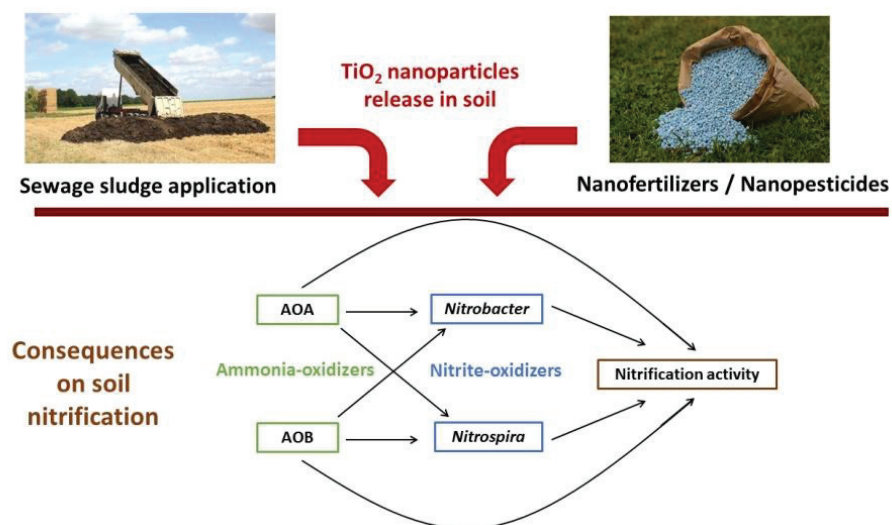 TiO₂ nanoparticles
release in soil
Sewage sludge application
Nanofertilizers / Nanopesticides
Consequences
on soil
nitrification
AOA
Nitrobacter
Ammonia-oxidizers
Nitrite-oxidizers
Nitrification activity
AOB
Nitrospira